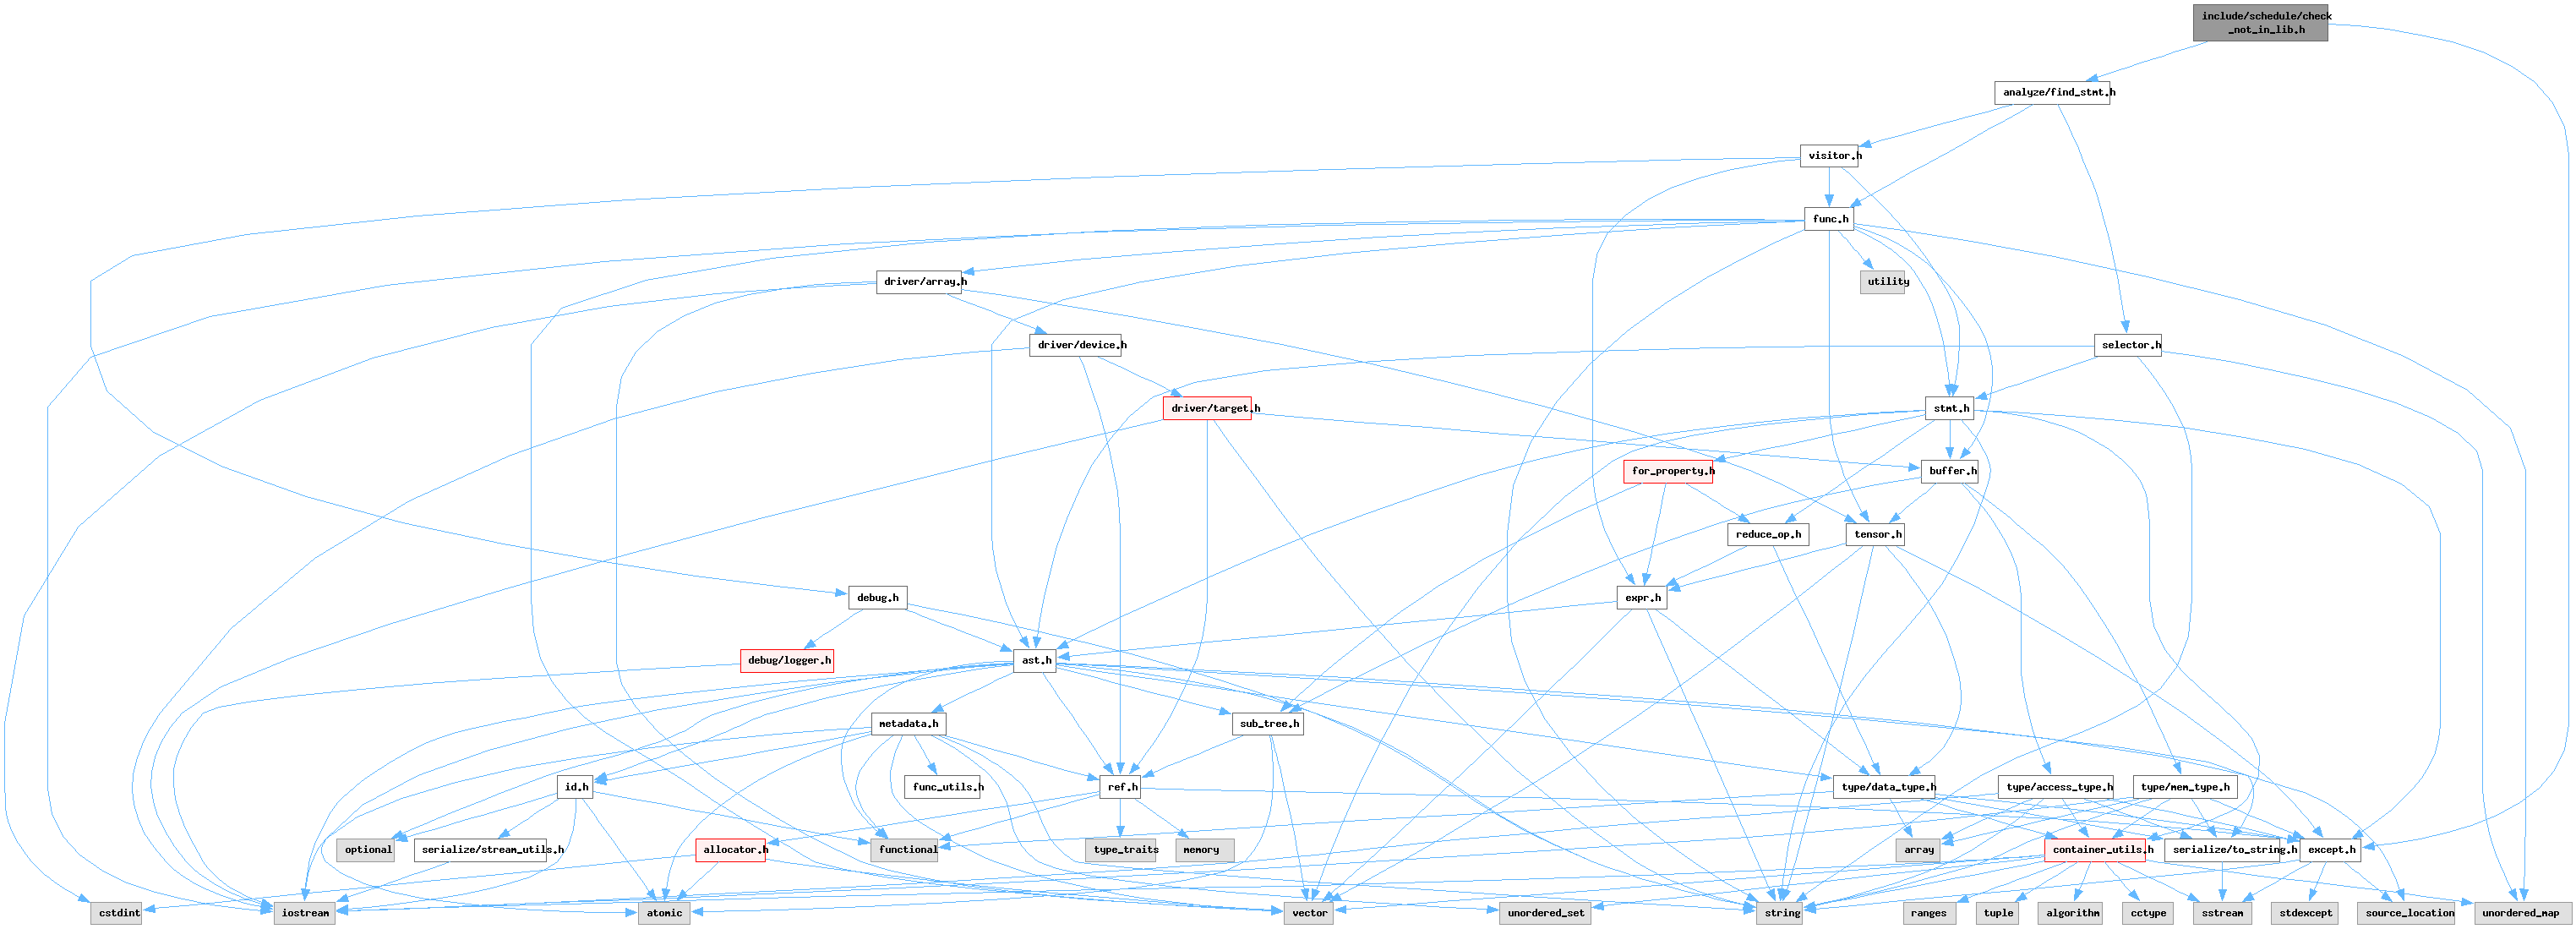 include/schedule/check
_not_in_lib.h
analyze/find_stmt.h
visitor.h
func.h
driver/array.h
utility
driver/device.h
selector.h
driver/target.h
stmt.h
for_property.h
buffer.h
reduce_op.h
tensor.h
debug.h
expr.h
debug/logger.h
ast.h
metadata.h
sub_tree.h
id.h
func_utils.h
ref.h
type/data_type.h
type/access_type.h
type/mem_type.h
optional
serialize/stream_utils.h
allocator.h
functional
type_traits
memory
array
container_utils.h
serialize/to_string.h
except.h
cstdint
iostream
atomic
vector
unordered_set
string
ranges
tuple
algorithm
cctype
sstream
stdexcept
source_location
unordered_map